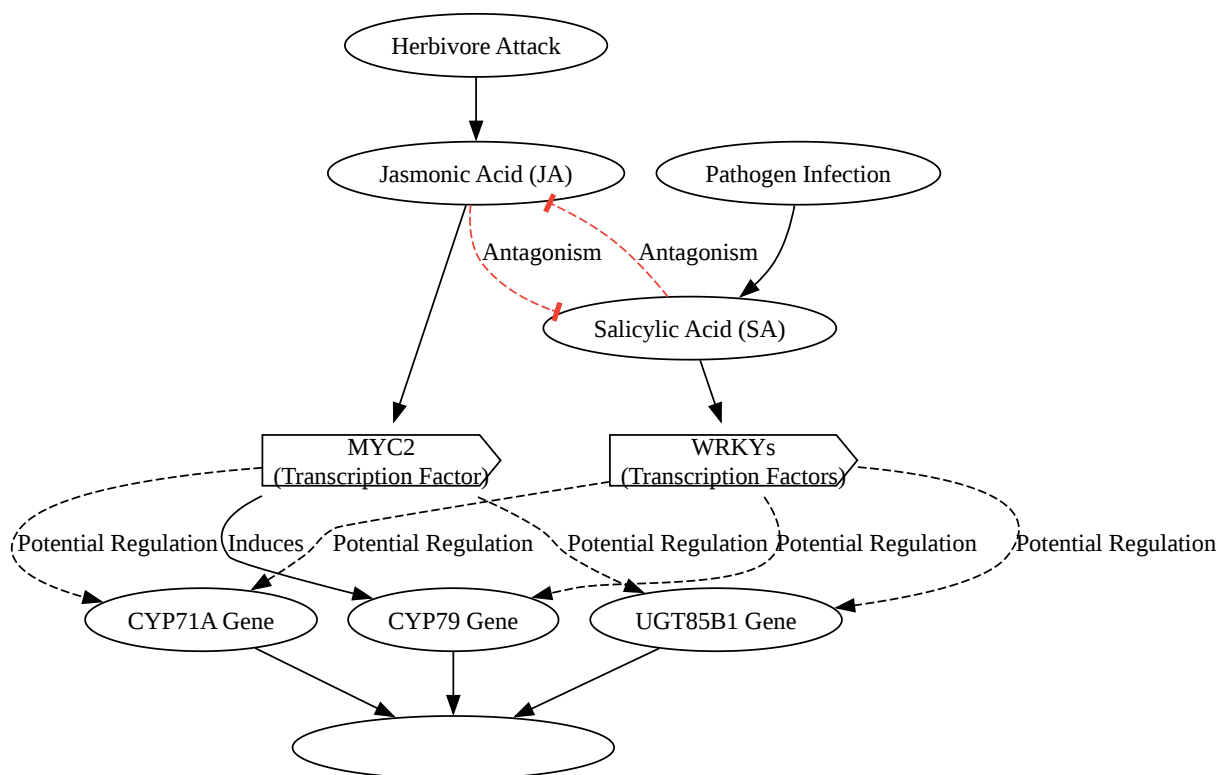 Herbivore Attack
Jasmonic Acid (JA)
Pathogen Infection
Antagonism
Antagonism
Salicylic Acid (SA)
MYC2
(Transcription Factor)
WRKYs
(Transcription Factors)
Potential Regulation
Induces
Potential Regulation
Potential Regulation
Potential Regulation
Potential Regulation
CYP71A Gene
CYP79 Gene
UGT85B1 Gene